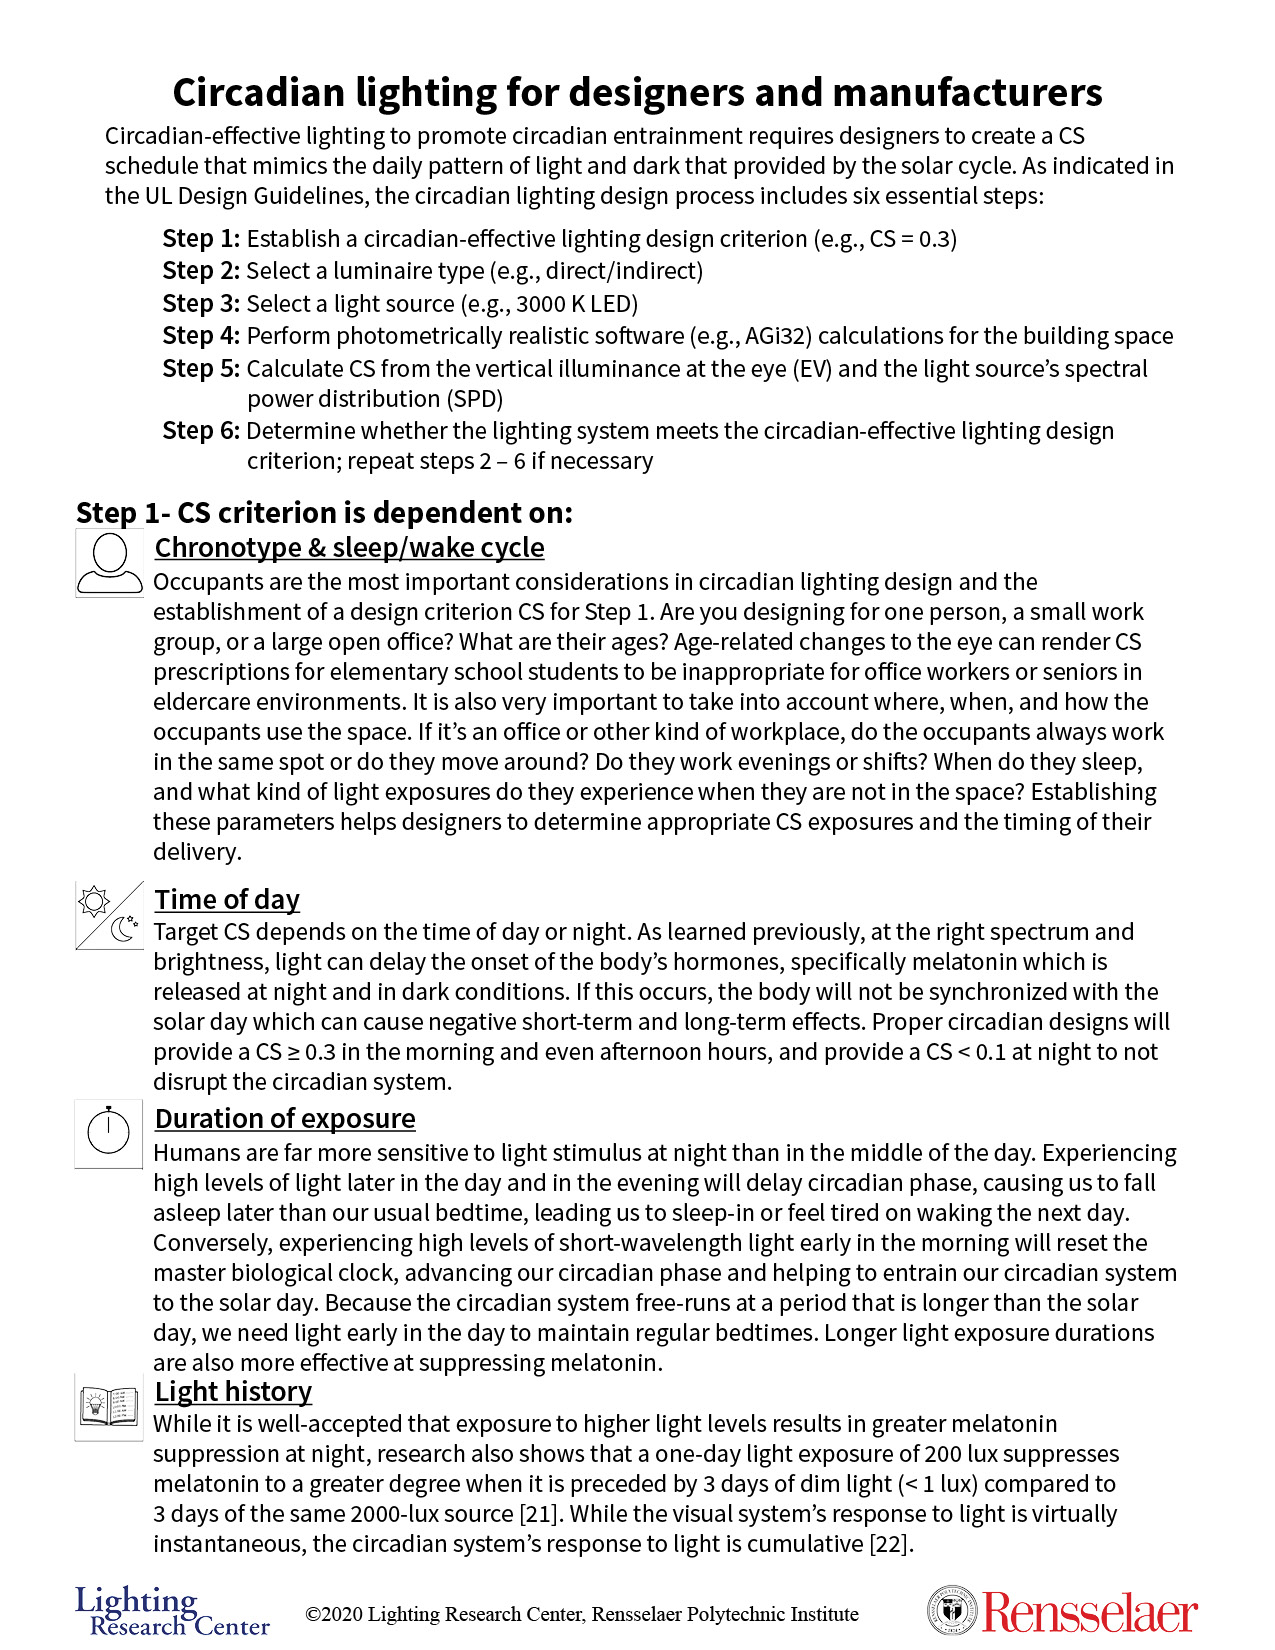 Circadian lighting for designers and manufacturers
Circadian-effective lighting to promote circadian entrainment requires designers to create a CS
schedule that mimics the daily pattern of light and dark that provided by the solar cycle. As indicated in
the UL Design Guidelines, the circadian lighting design process includes six essential steps:
Step 1: Establish a circadian-effective lighting design criterion (e.g., CS = 0.3)
Step 2: Select a luminaire type (e.g., direct/indirect)
Step 3: Select a light source (e.g., 3000 K LED)
Step 4: Perform photometrically realistic software (e.g., AGi32) calculations for the building space
Step 5: Calculate CS from the vertical illuminance at the eye (EV) and the light source’s spectral
power distribution (SPD)
Step 6: Determine whether the lighting system meets the circadian-effective lighting design
criterion; repeat steps 2 – 6 if necessary
Step 1- CS criterion is dependent on:
Chronotype & sleep/wake cycle
Occupants are the most important considerations in circadian lighting design and the
establishment of a design criterion CS for Step 1. Are you designing for one person, a small work
group, or a large open office? What are their ages? Age-related changes to the eye can render CS
prescriptions for elementary school students to be inappropriate for office workers or seniors in
eldercare environments. It is also very important to take into account where, when, and how the
occupants use the space. If it’s an office or other kind of workplace, do the occupants always work
in the same spot or do they move around? Do they work evenings or shifts? When do they sleep,
and what kind of light exposures do they experience when they are not in the space? Establishing
these parameters helps designers to determine appropriate CS exposures and the timing of their
delivery.
Time of day
Target CS depends on the time of day or night. As learned previously, at the right spectrum and
brightness, light can delay the onset of the body’s hormones, specifically melatonin which is
released at night and in dark conditions. If this occurs, the body will not be synchronized with the
solar day which can cause negative short-term and long-term effects. Proper circadian designs will
provide a CS ≥ 0.3 in the morning and even afternoon hours, and provide a CS < 0.1 at night to not
disrupt the circadian system.
Duration of exposure
Humans are far more sensitive to light stimulus at night than in the middle of the day. Experiencing
high levels of light later in the day and in the evening will delay circadian phase, causing us to fall
asleep later than our usual bedtime, leading us to sleep-in or feel tired on waking the next day.
Conversely, experiencing high levels of short-wavelength light early in the morning will reset the
master biological clock, advancing our circadian phase and helping to entrain our circadian system
to the solar day. Because the circadian system free-runs at a period that is longer than the solar
day, we need light early in the day to maintain regular bedtimes. Longer light exposure durations
are also more effective at suppressing melatonin.
Light history
While it is well-accepted that exposure to higher light levels results in greater melatonin
suppression at night, research also shows that a one-day light exposure of 200 lux suppresses
melatonin to a greater degree when it is preceded by 3 days of dim light (< 1 lux) compared to
3 days of the same 2000-lux source [21]. While the visual system’s response to light is virtually
instantaneous, the circadian system’s response to light is cumulative [22].
Lighting
Research Center
©2020 Lighting Research Center, Rensselaer Polytechnic Institute
Rensselaer